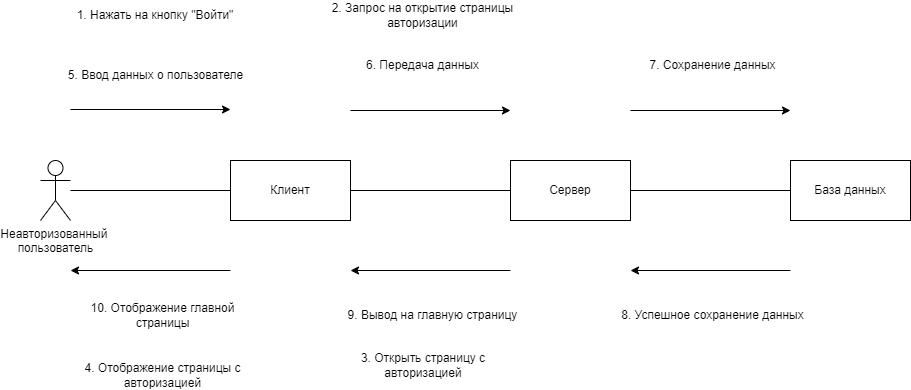 1. Нажать на кнопку "Войти"
2. Запрос на открытие страницы
авторизации
5. Ввод данных о пользователе
6. Передача данных
7. Сохранение данных
Клиент
Сервер
База данных
Неавторизованный
пользователь
10. Отображение главной
страницы
9. Вывод на главную страницу
8. Успешное сохранение данных
4. Отображение страницы с
авторизацией
3. Открыть страницу с
авторизацией